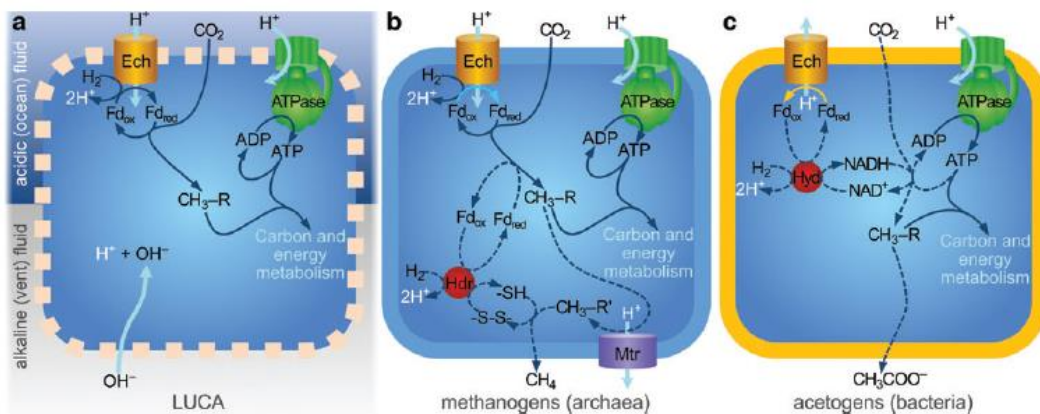 a
acidic (ocean) fluid
alkaline (vent) fluid
H⁺
CO₂
H⁺
Ech
H₂
2H⁺
Fdox
Fdred
ATPase
ADP
ATP
CH₃–R
Carbon and
energy
metabolism
H⁺ + OH⁻
OH⁻
LUCA
b
H⁺
CO₂
H⁺
Ech
H₂
2H⁺
Fdox
Fdred
ATPase
ADP
ATP
CH₃–R
Fdox
Fdred
Carbon and
energy
metabolism
H₂
2H⁺
Hdr
-SH
-S-S-
CH₃–R'
H⁺
Mtr
CH₄
methanogens (archaea)
c
CO₂
H⁺
Ech
H⁺
Fdox
Fdred
ATPase
ADP
ATP
H₂
2H⁺
Hyd
NADH
NAD⁺
CH₃–R
Carbon and
energy
metabolism
CH₃COO⁻
acetogens (bacteria)